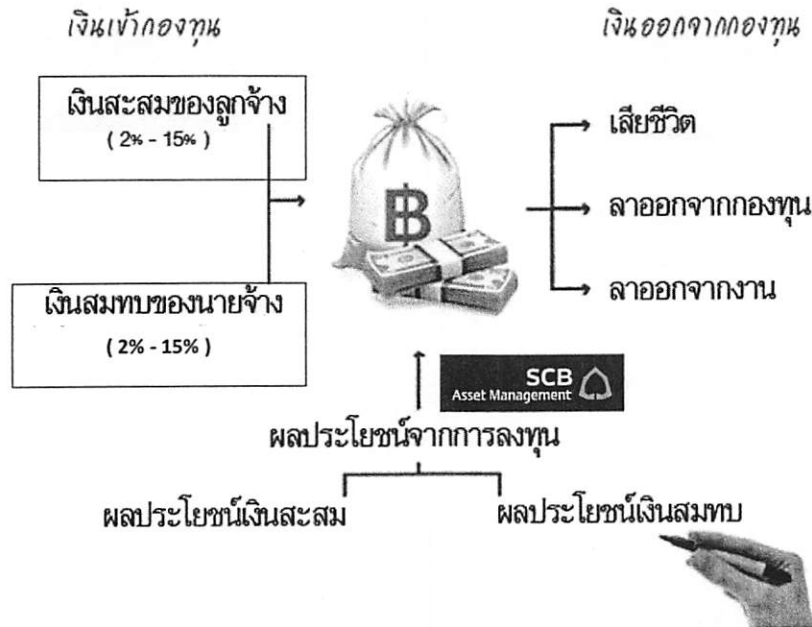 เงินเข้ากองทุน
เงินออกจากกองทุน
เงินสะสมของลูกจ้าง
( 2% - 15% )
เงินสมทบของนายจ้าง
( 2% - 15% )
฿
เสียชีวิต
ลาออกจากกองทุน
ลาออกจากงาน
SCB
Asset Management
ผลประโยชน์จากการลงทุน
ผลประโยชน์เงินสะสม
ผลประโยชน์เงินสมทบ